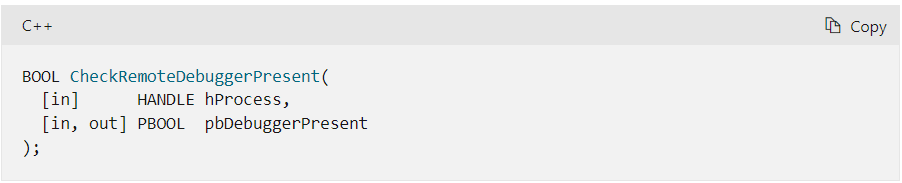 C++
Copy
BOOL CheckRemoteDebuggerPresent(
  [in]      HANDLE hProcess,
  [in, out] PBOOL  pbDebuggerPresent
);